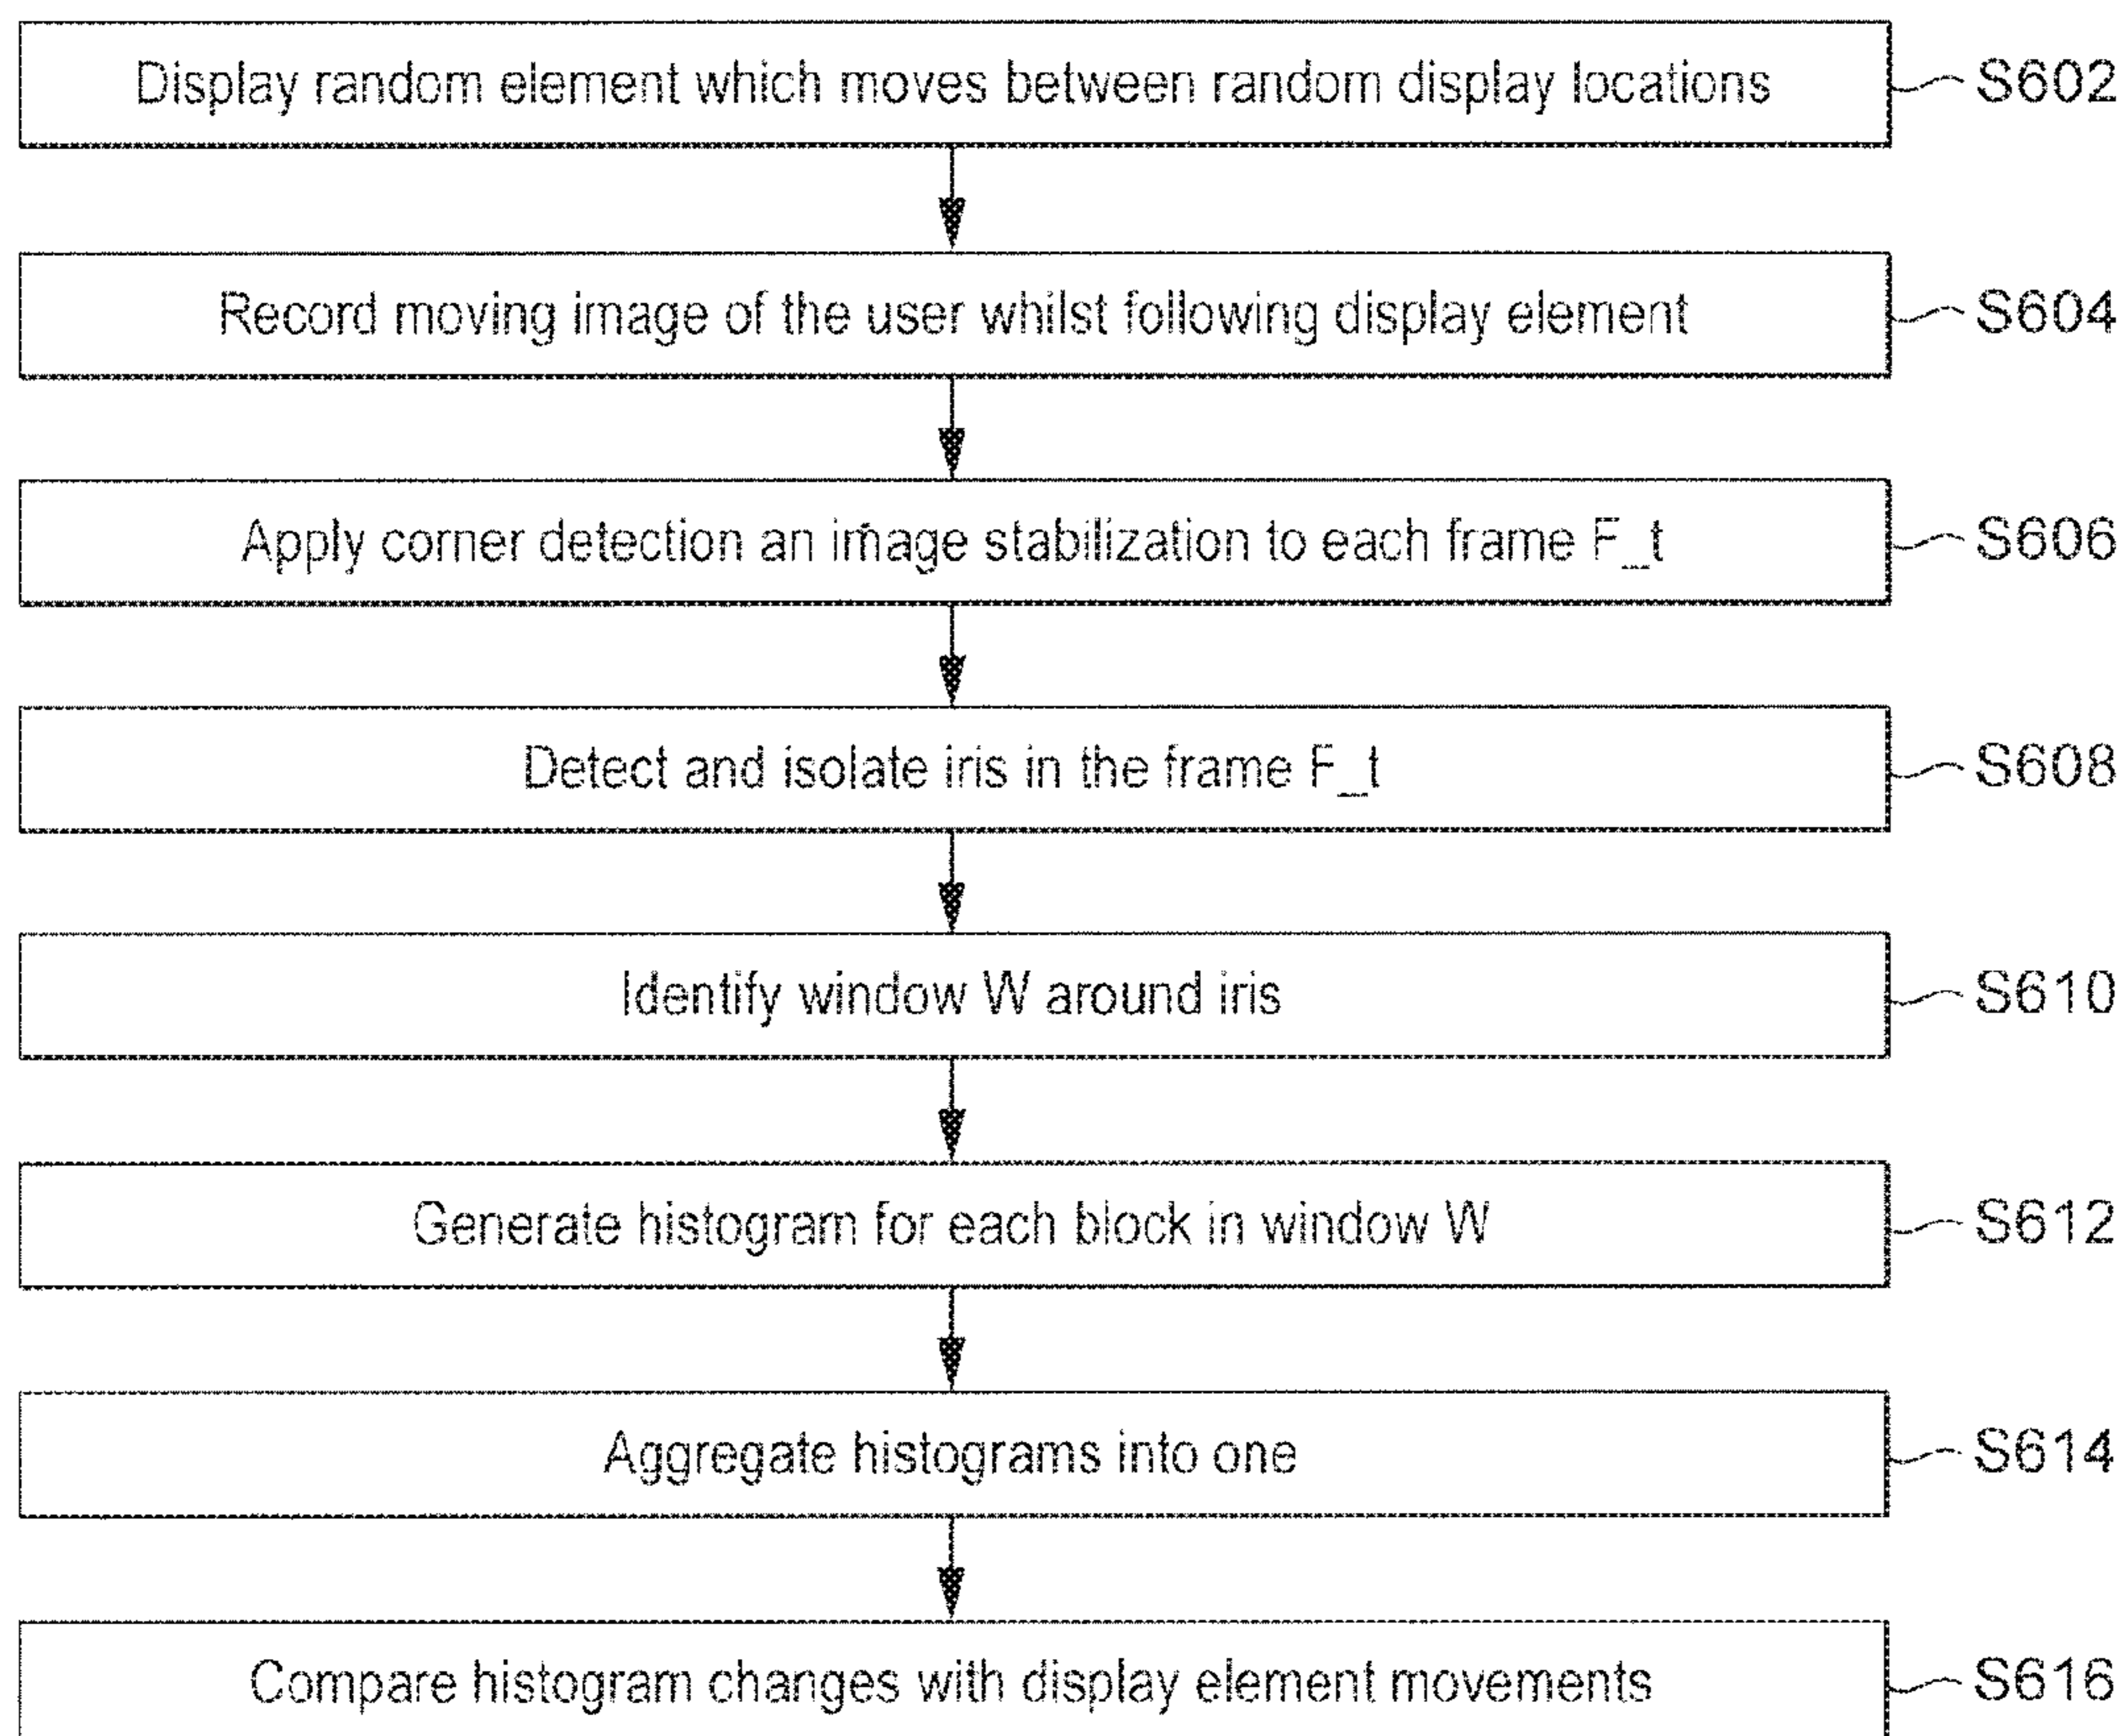 Display random element which moves between random display locations S602
Record moving image of the user whilst following display element S604
Apply corner detection an image stabilization to each frame F_t S606
Detect and isolate iris in the frame F_t S608
Identify window W around iris S610
Generate histogram for each block in window W S612
Aggregate histograms into one S614
Compare histogram changes with display element movements S616